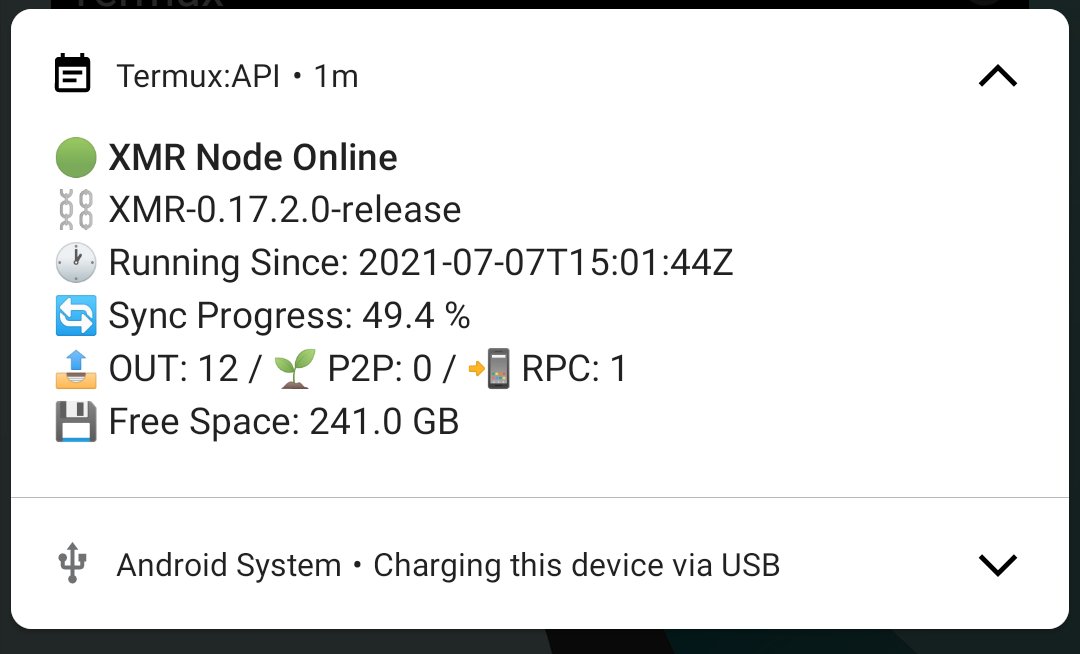 Termux
Termux:API • 1m
XMR Node Online
XMR-0.17.2.0-release
Running Since: 2021-07-07T15:01:44Z
Sync Progress: 49.4 %
OUT: 12 / 🌱 P2P: 0 / 📲 RPC: 1
Free Space: 241.0 GB
Android System • Charging this device via USB